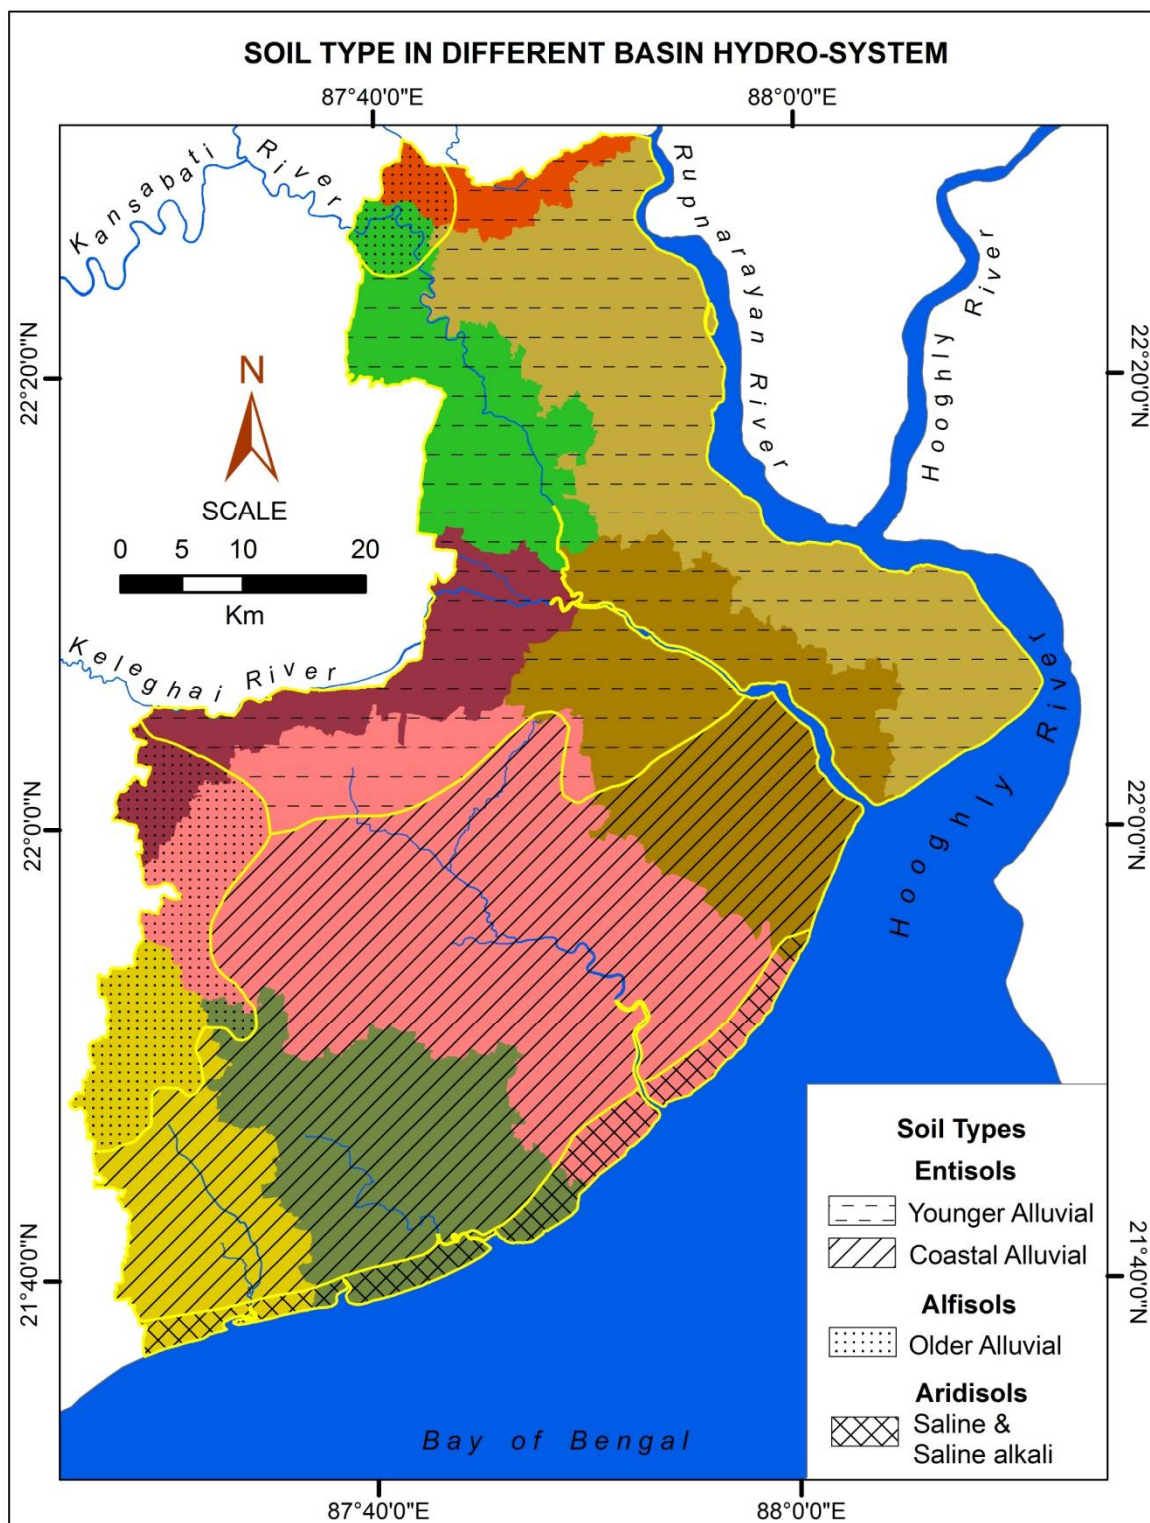 SOIL TYPE IN DIFFERENT BASIN HYDRO-SYSTEM
87°40'0"E
88°0'0"E
Kansabati River
Rupnarayan River
Hooghly River
22°20'0"N
22°20'0"N
N
SCALE
0 5 10 20
Km
Keleghai River
Hooghly River
22°0'0"N
22°0'0"N
21°40'0"N
21°40'0"N
Soil Types
Entisols
Younger Alluvial
Coastal Alluvial
Alfisols
Older Alluvial
Aridisols
Saline &
Saline alkali
Bay of Bengal
87°40'0"E
88°0'0"E